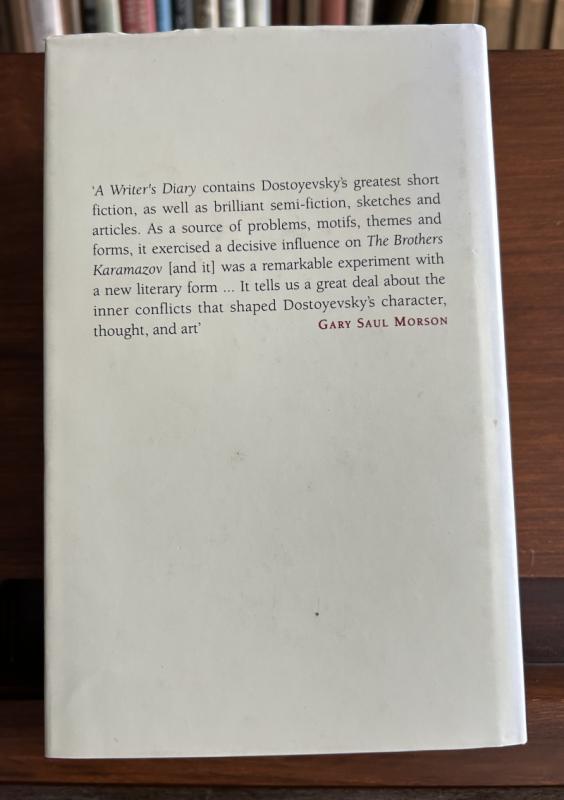 'A Writer's Diary contains Dostoyevsky's greatest short
fiction, as well as brilliant semi-fiction, sketches and
articles. As a source of problems, motifs, themes and
forms, it exercised a decisive influence on The Brothers
Karamazov [and it] was a remarkable experiment with
a new literary form ... It tells us a great deal about the
inner conflicts that shaped Dostoyevsky's character,
thought, and art' GARY SAUL MORSON